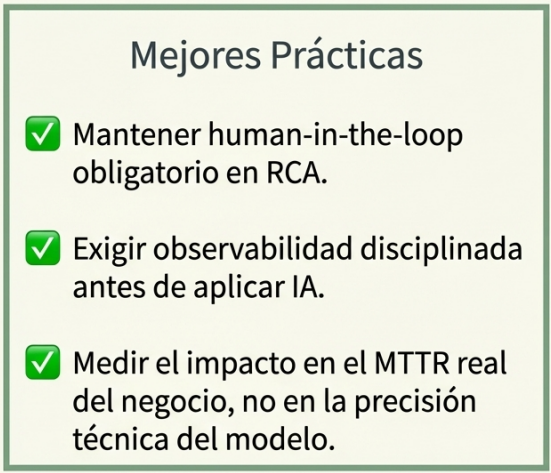 Mejores Prácticas
✅ Mantener human-in-the-loop
obligatorio en RCA.
✅ Exigir observabilidad disciplinada
antes de aplicar IA.
✅ Medir el impacto en el MTTR real
del negocio, no en la precisión
técnica del modelo.